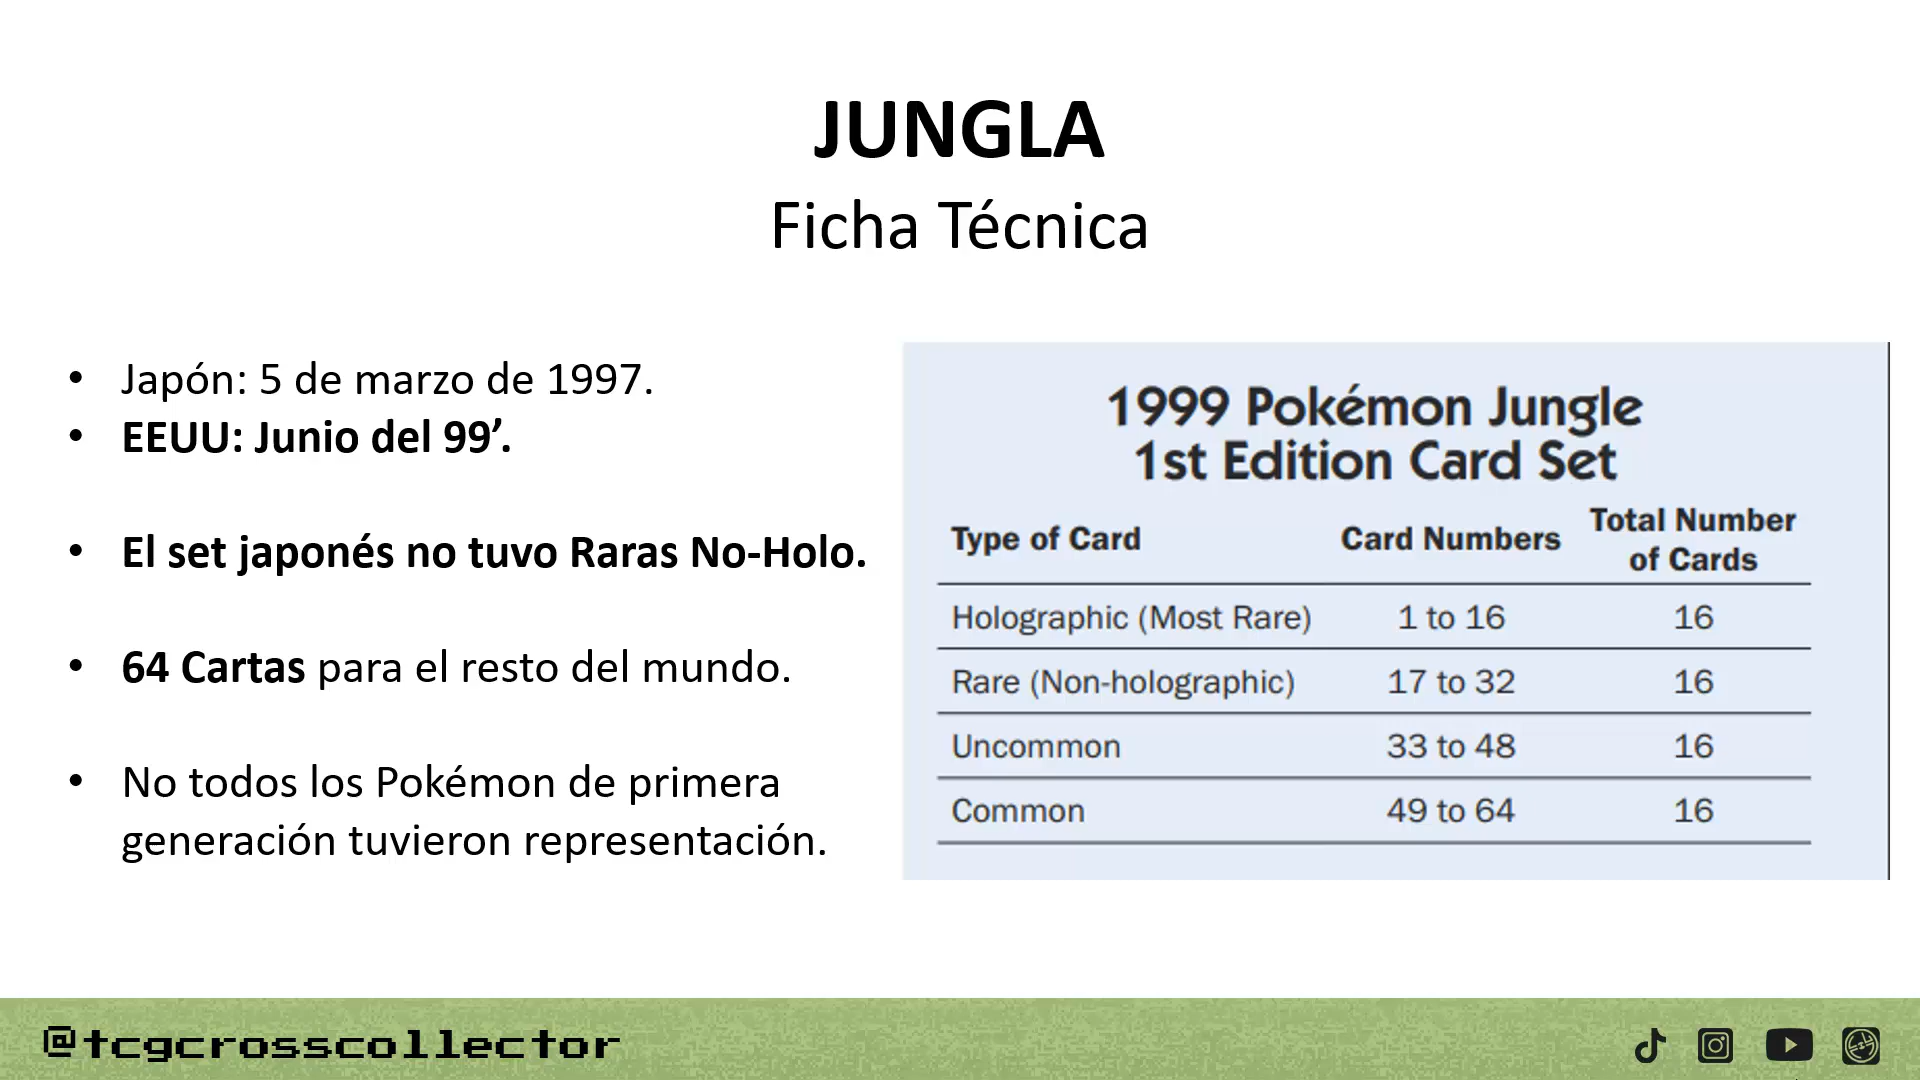 JUNGLA
Ficha Técnica
• Japón: 5 de marzo de 1997.
• EEUU: Junio del 99’.
• El set japonés no tuvo Raras No-Holo.
• 64 Cartas para el resto del mundo.
• No todos los Pokémon de primera
generación tuvieron representación.
1999 Pokémon Jungle
1st Edition Card Set
Type of Card Card Numbers Total Number of Cards
Holographic (Most Rare) 1 to 16 16
Rare (Non-holographic) 17 to 32 16
Uncommon 33 to 48 16
Common 49 to 64 16
@tcgcrosscollector